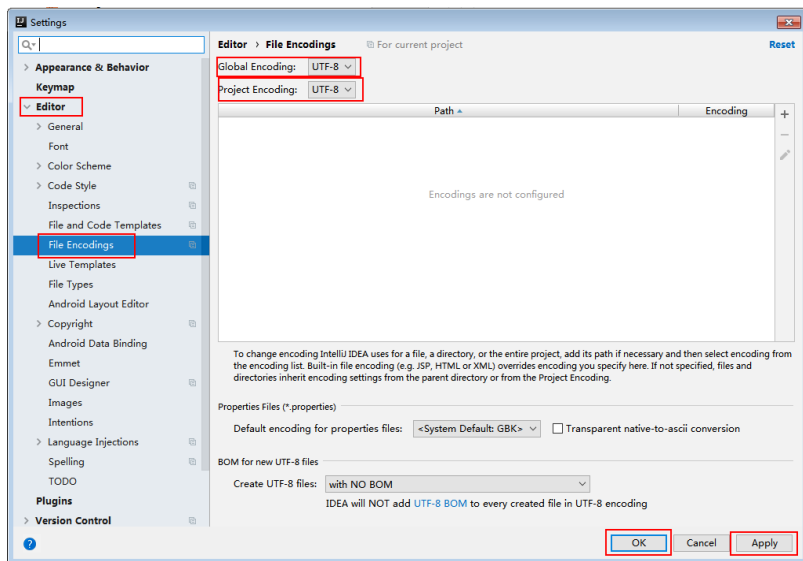 Settings
Editor › File Encodings For current project Reset
Appearance & Behavior
Keymap
Editor
General
Font
Color Scheme
Code Style
Inspections
File and Code Templates
File Encodings
Live Templates
File Types
Android Layout Editor
Copyright
Android Data Binding
Emmet
GUI Designer
Images
Intentions
Language Injections
Spelling
TODO
Plugins
Version Control
Global Encoding: UTF-8
Project Encoding: UTF-8
Path Encoding
Encodings are not configured
To change encoding IntelliJ IDEA uses for a file, a directory, or the entire project, add its path if necessary and then select encoding from
the encoding list. Built-in file encoding (e.g. JSP, HTML or XML) overrides encoding you specify here. If not specified, files and
directories inherit encoding settings from the parent directory or from the Project Encoding.
Properties Files (*.properties)
Default encoding for properties files: <System Default: GBK> Transparent native-to-ascii conversion
BOM for new UTF-8 files
Create UTF-8 files: with NO BOM
IDEA will NOT add UTF-8 BOM to every created file in UTF-8 encoding
? OK Cancel Apply